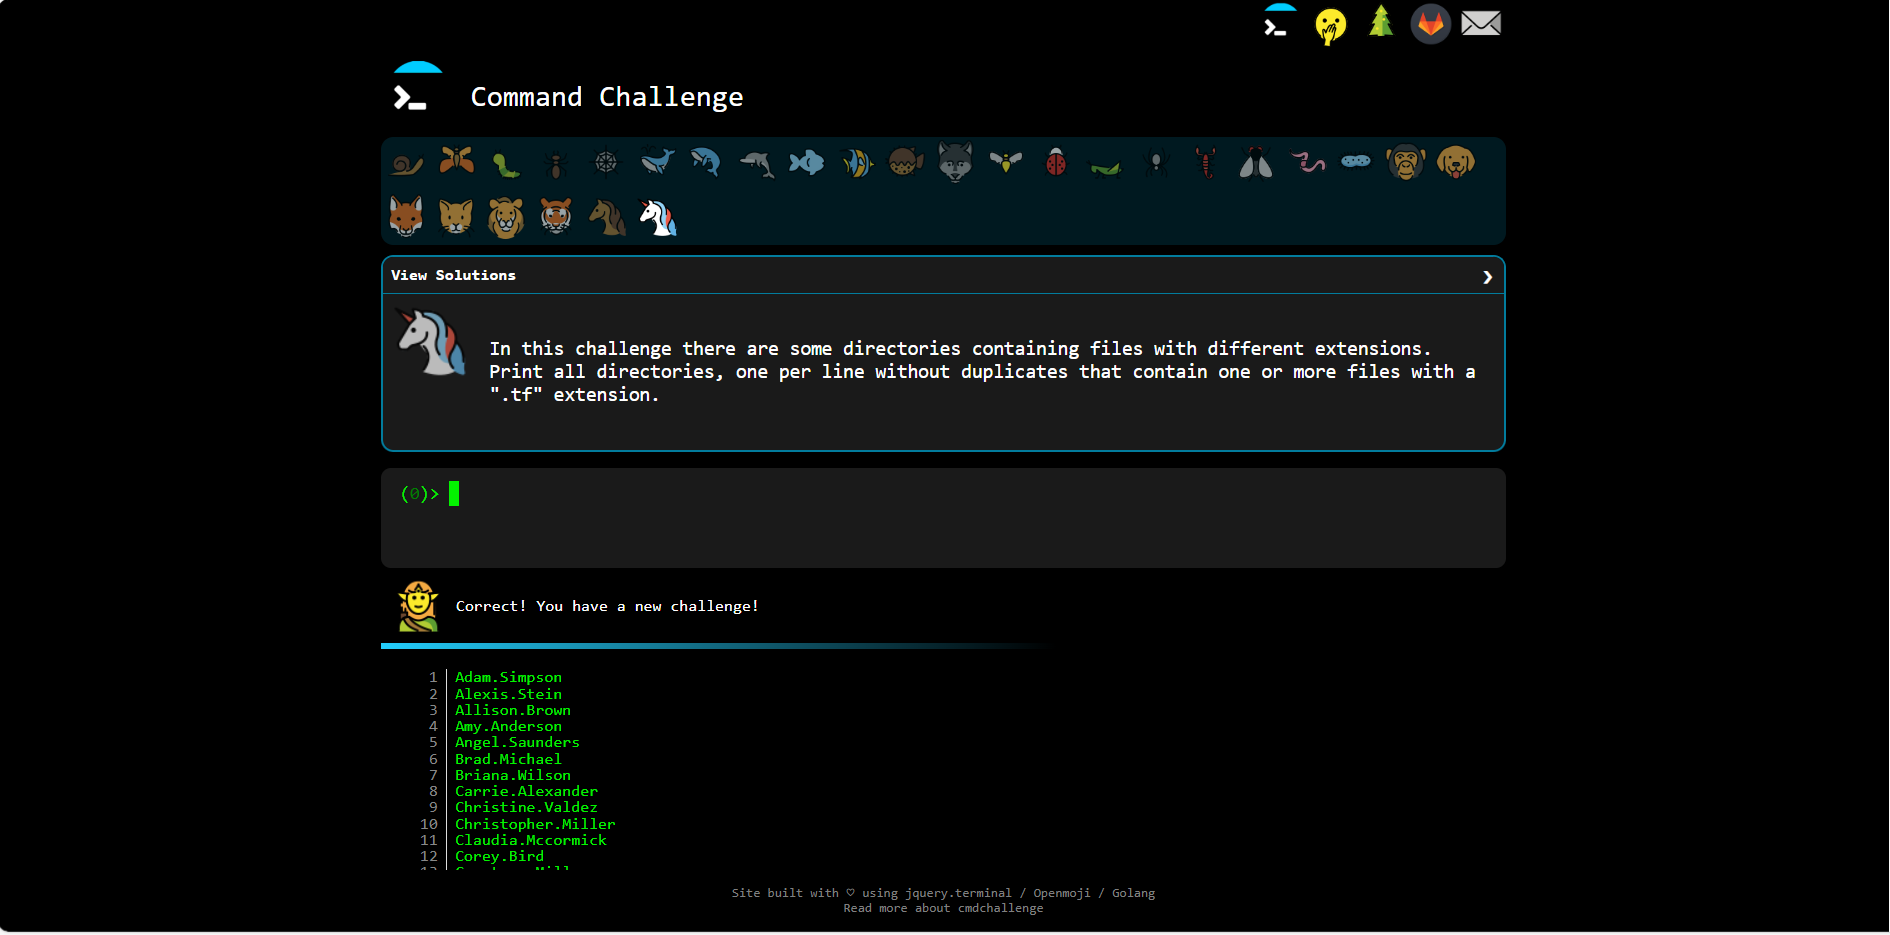 Command Challenge
View Solutions
In this challenge there are some directories containing files with different extensions.
Print all directories, one per line without duplicates that contain one or more files with a
".tf" extension.
(0)>
Correct! You have a new challenge!
1 Adam.Simpson
2 Alexis.Stein
3 Allison.Brown
4 Amy.Anderson
5 Angel.Saunders
6 Brad.Michael
7 Briana.Wilson
8 Carrie.Alexander
9 Christine.Valdez
10 Christopher.Miller
11 Claudia.Mccormick
12 Corey.Bird
Site built with ♡ using jquery.terminal / Openmoji / Golang
Read more about cmdchallenge